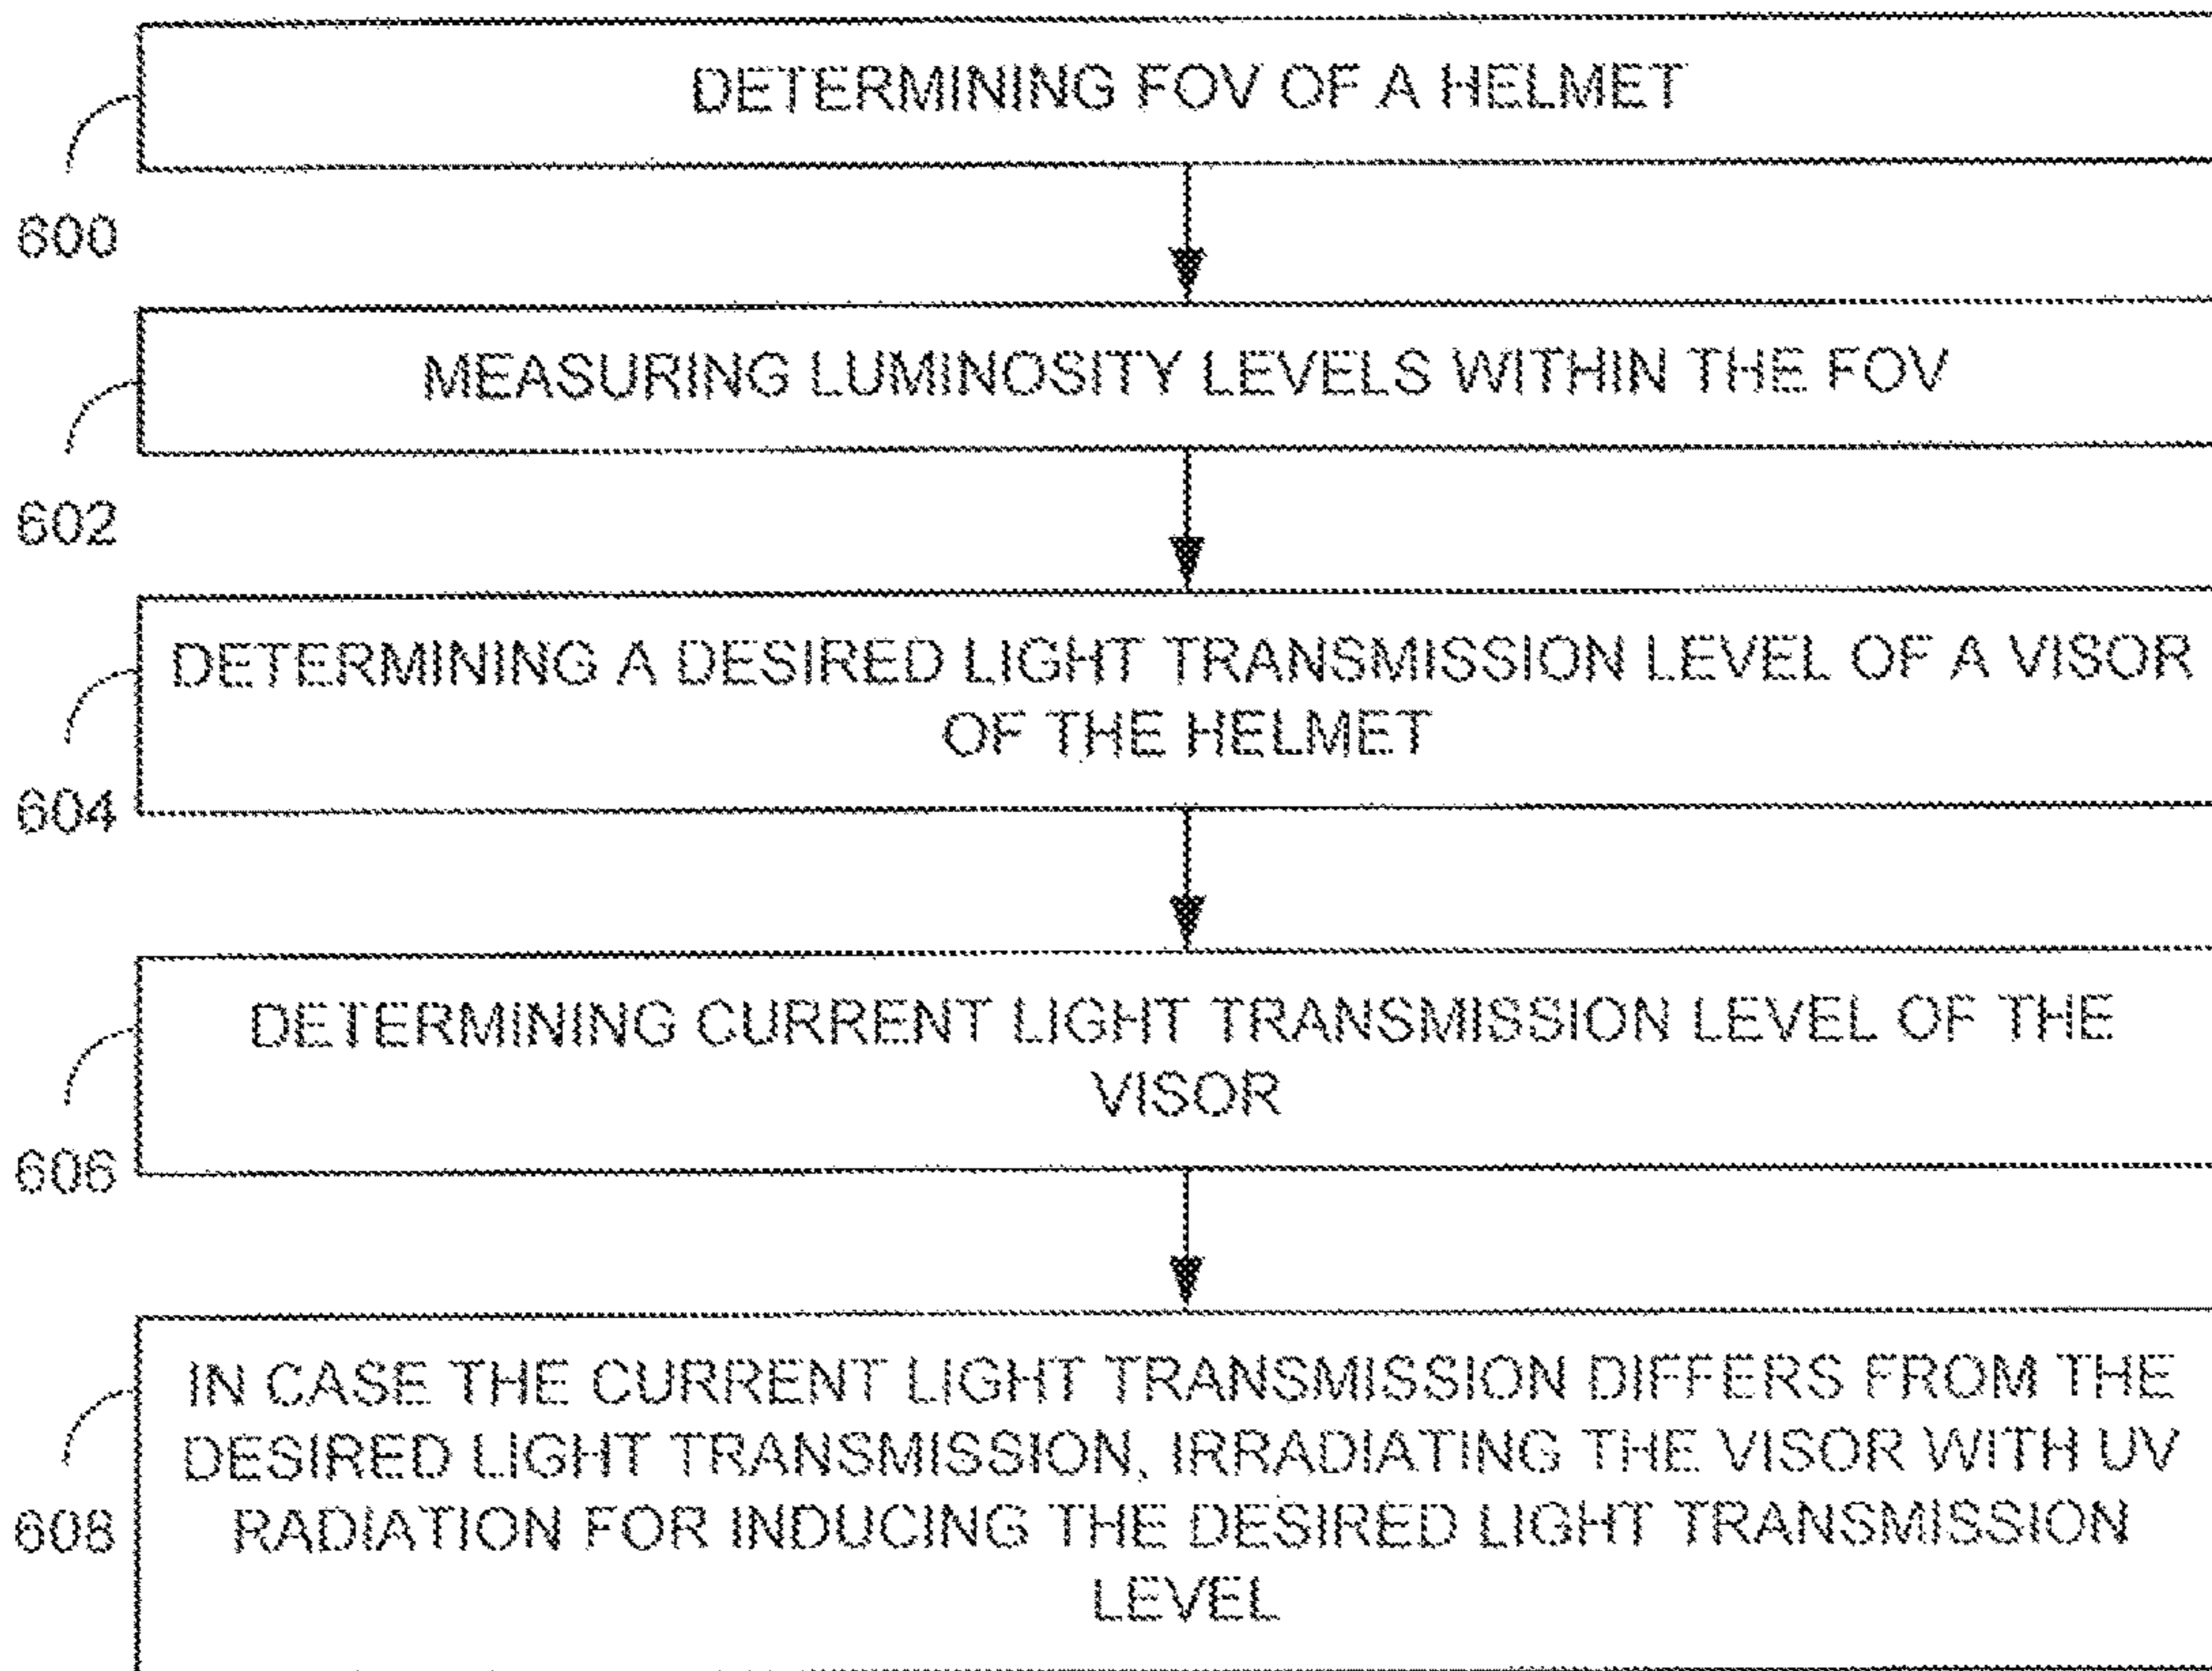 DETERMINING FOV OF A HELMET
600
MEASURING LUMINOSITY LEVELS WITHIN THE FOV
602
DETERMINING A DESIRED LIGHT TRANSMISSION LEVEL OF A VISOR
OF THE HELMET
604
DETERMINING CURRENT LIGHT TRANSMISSION LEVEL OF THE
VISOR
606
IN CASE THE CURRENT LIGHT TRANSMISSION DIFFERS FROM THE
DESIRED LIGHT TRANSMISSION, IRRADIATING THE VISOR WITH UV
RADIATION FOR INDUCING THE DESIRED LIGHT TRANSMISSION
LEVEL
608